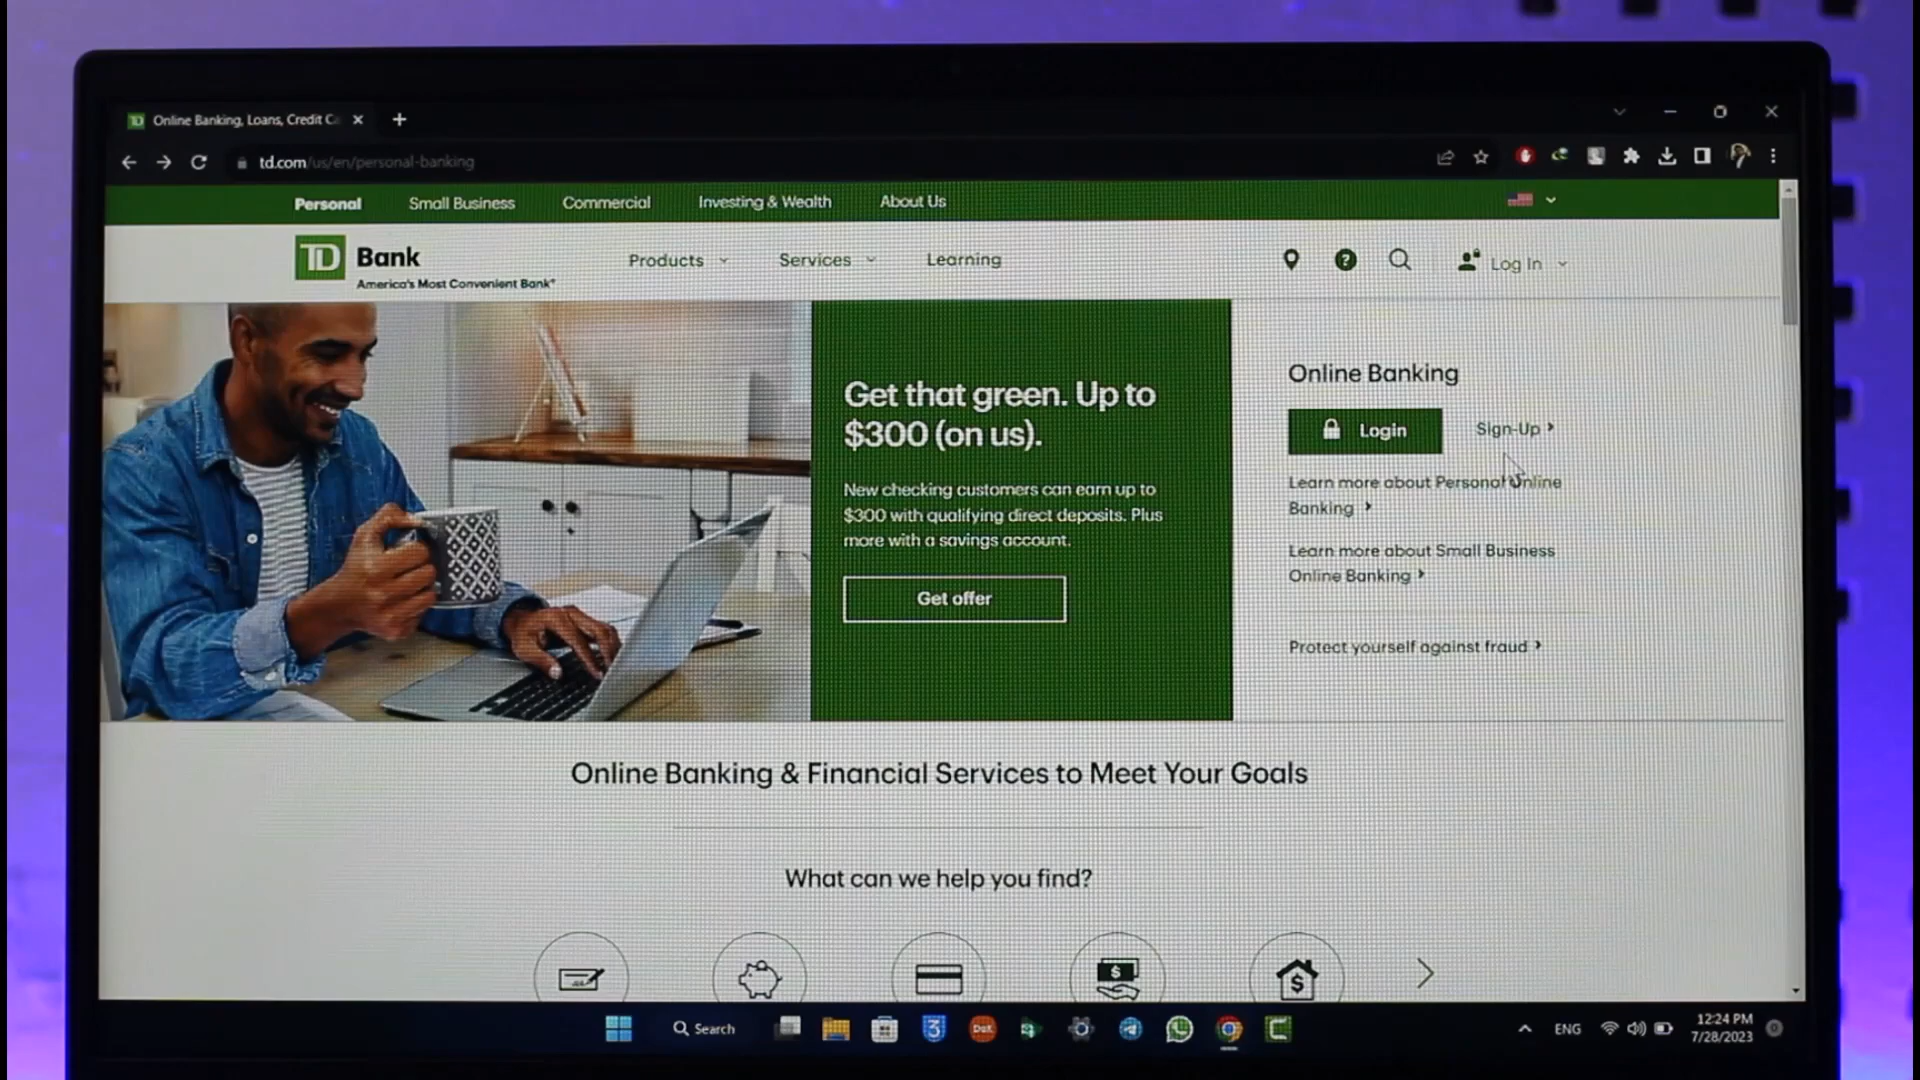 Online Banking, Loans, Credit C
td.com/us/en/personal-banking
Personal Small Business Commercial Investing & Wealth About Us
TD Bank
America's Most Convenient Bank®
Products Services Learning
? Log In
Get that green. Up to
$300 (on us).
New checking customers can earn up to
$300 with qualifying direct deposits. Plus
more with a savings account.
Get offer
Online Banking
Login Sign-Up
Learn more about Personal Online
Banking
Learn more about Small Business
Online Banking
Protect yourself against fraud
Online Banking & Financial Services to Meet Your Goals
What can we help you find?
$ $
Search
3
ENG
12:24 PM
7/28/2023